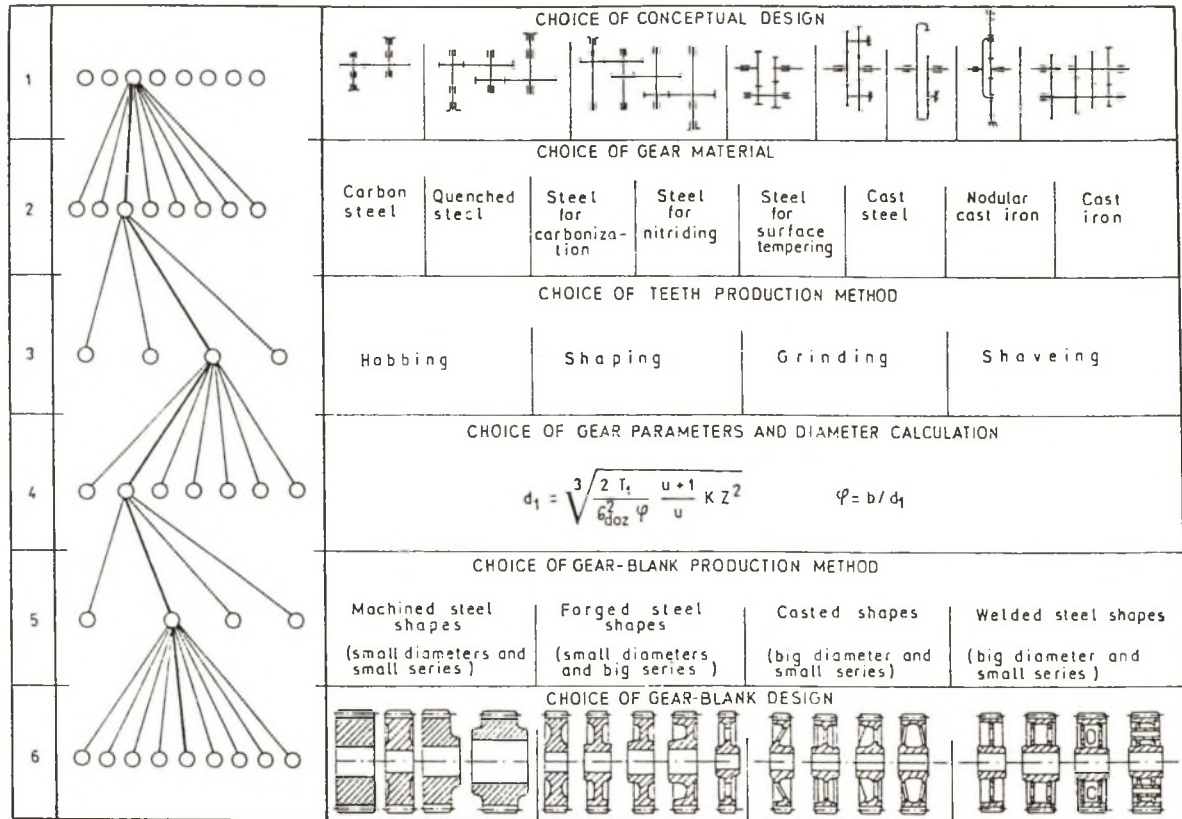 CHOICE OF CONCEPTUAL DESIGN
1
CHOICE OF GEAR MATERIAL
2
Carbon steel
Quenched steel
Steel for carboniza-tion
Steel for nitriding
Steel for surface tempering
Cast steel
Nodular cast iron
Cast iron
CHOICE OF TEETH PRODUCTION METHOD
3
Hobbing
Shaping
Grinding
Shaveing
CHOICE OF GEAR PARAMETERS AND DIAMETER CALCULATION
4
d₁ = ∛(2 T₁ / (σ²doz φ) · (u+1)/u · K Z²)
φ = b/d₁
CHOICE OF GEAR-BLANK PRODUCTION METHOD
5
Machined steel shapes
(small diameters and small series)
Forged steel shapes
(small diameters and big series)
Casted shapes
(big diameter and small series)
Welded steel shapes
(big diameter and small series)
CHOICE OF GEAR-BLANK DESIGN
6